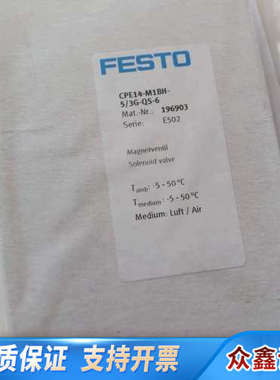 FESTO
CPE14-M1BH-
5/3G-QS-6
Mat.-Nr.: 196903
Serie: E502
Magnetventil
Solenoid valve
Tamb: -5 - 50 °C
Tmedium: -5 - 50 °C
Medium: Luft / Air
质保证 支持开票 众鑫